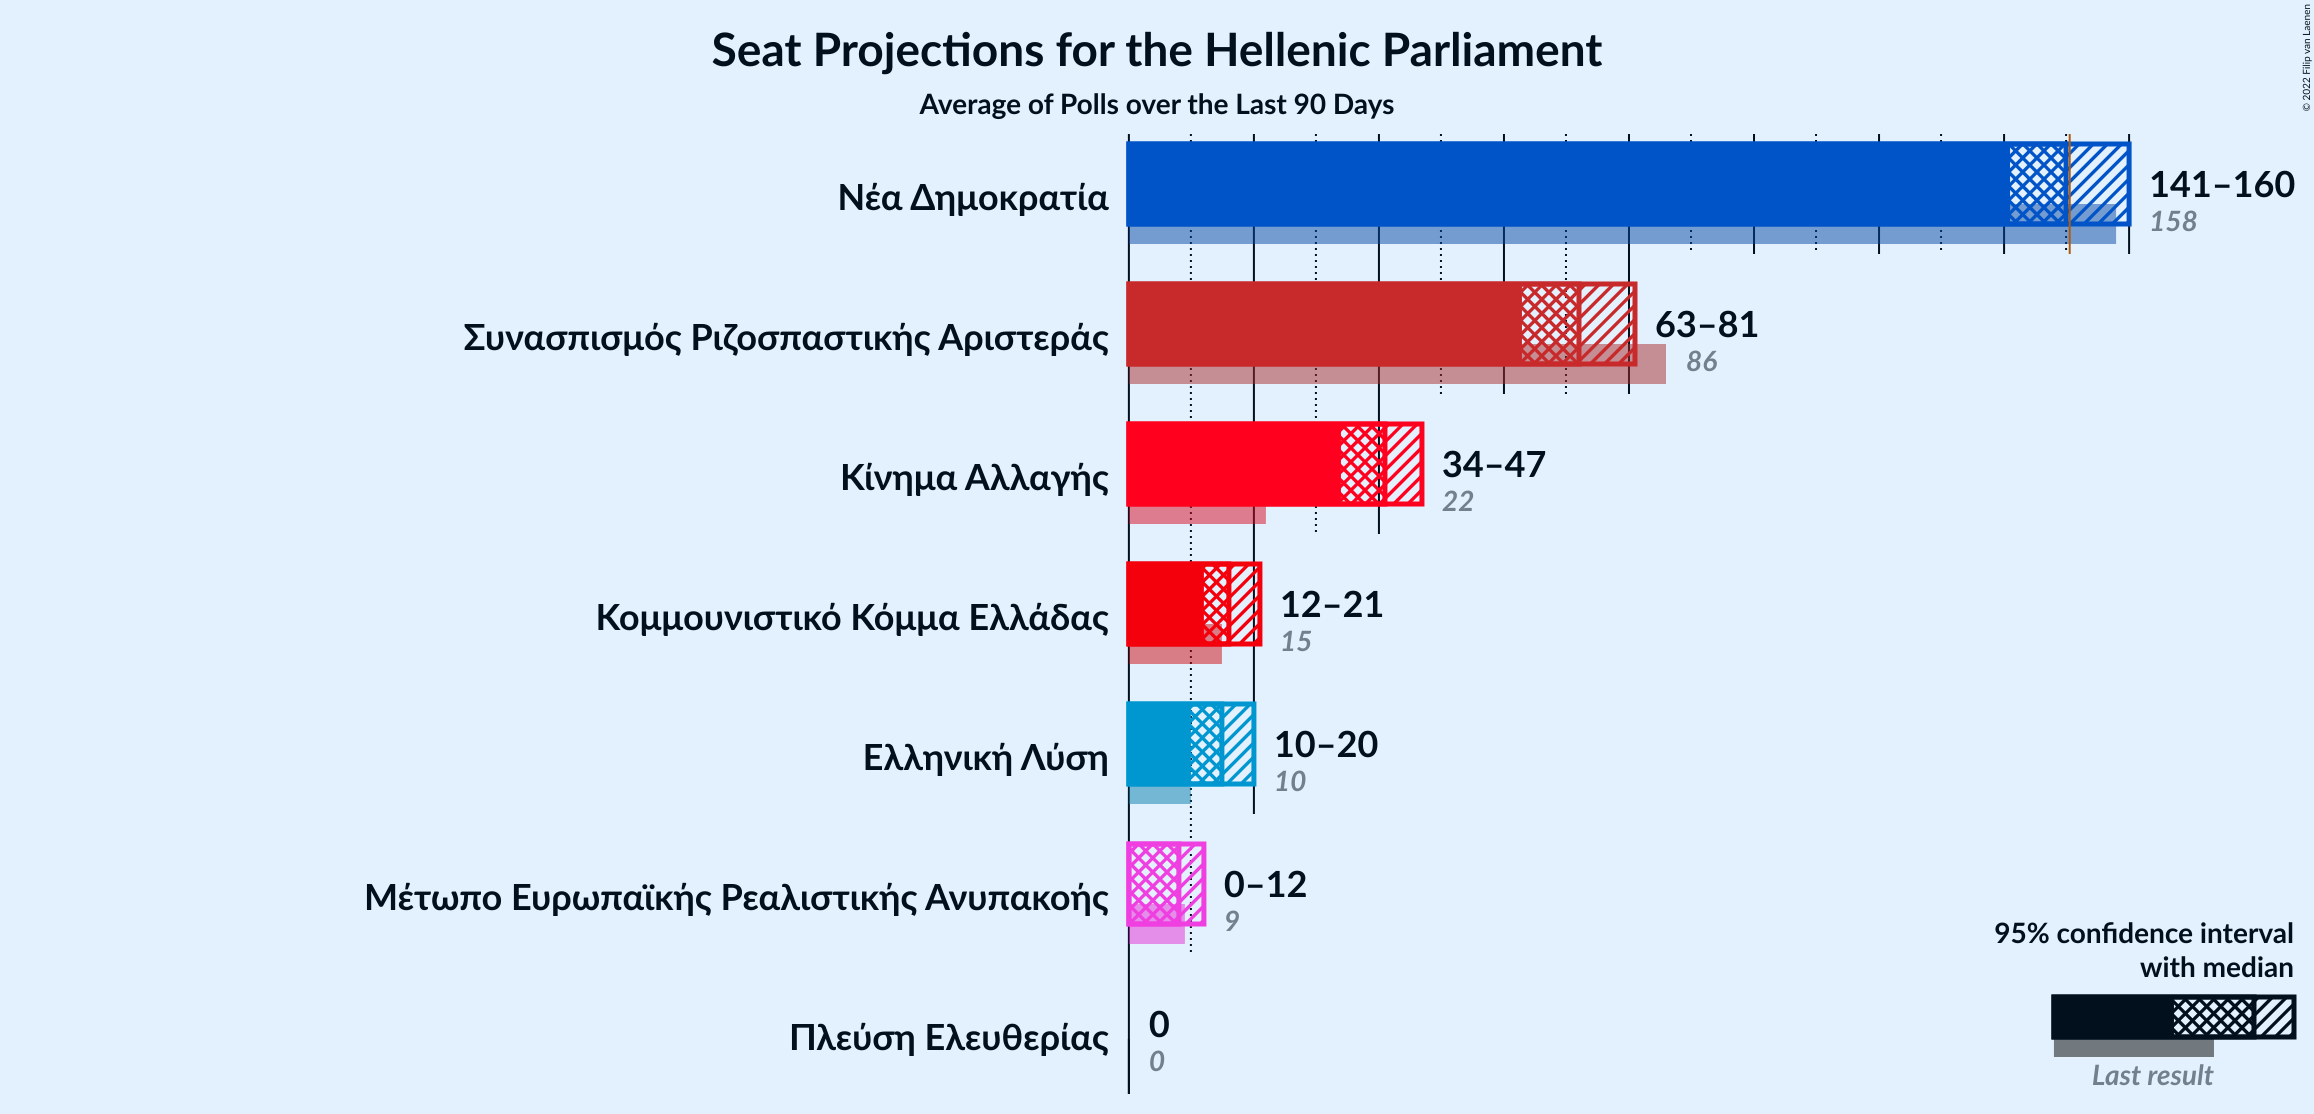 Seat Projections for the Hellenic Parliament
Average of Polls over the Last 90 Days
© 2022 Filip van Laenen
Νέα Δημοκρατία
141–160
158
Συνασπισμός Ριζοσπαστικής Αριστεράς
63–81
86
Κίνημα Αλλαγής
34–47
22
Κομμουνιστικό Κόμμα Ελλάδας
12–21
15
Ελληνική Λύση
10–20
10
Μέτωπο Ευρωπαϊκής Ρεαλιστικής Ανυπακοής
0–12
9
Πλεύση Ελευθερίας
0
0
95% confidence interval
with median
Last result